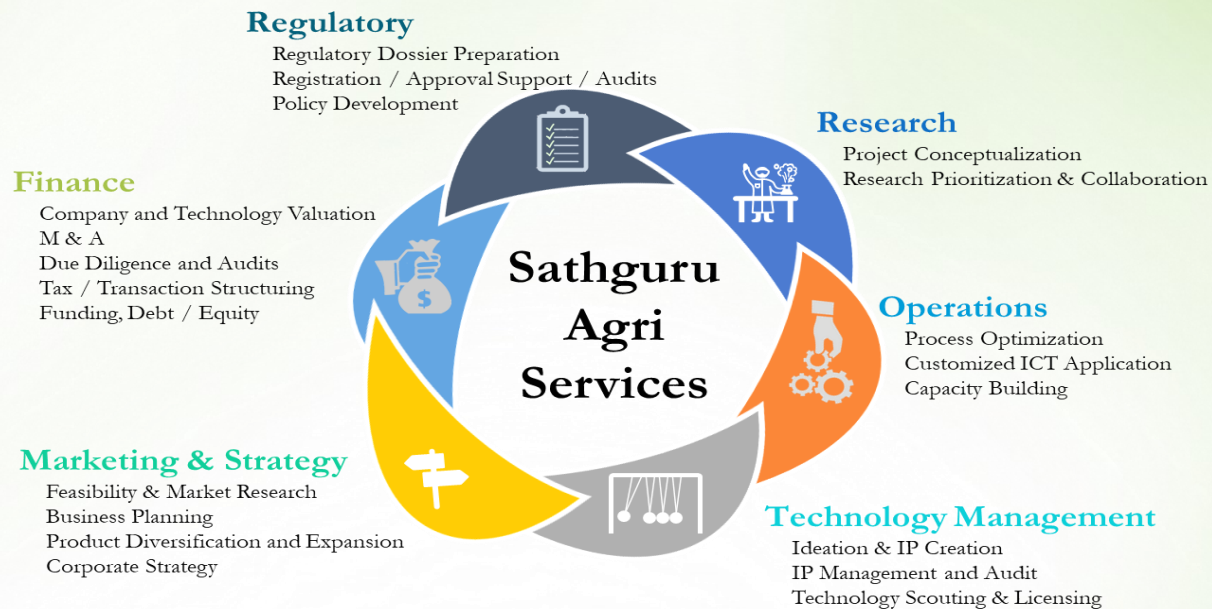 Regulatory
Regulatory Dossier Preparation
Registration / Approval Support / Audits
Policy Development
Research
Project Conceptualization
Research Prioritization & Collaboration
Finance
Company and Technology Valuation
M & A
Due Diligence and Audits
Tax / Transaction Structuring
Funding, Debt / Equity
$
Sathguru
Agri
Services
Operations
Process Optimization
Customized ICT Application
Capacity Building
Marketing & Strategy
Feasibility & Market Research
Business Planning
Product Diversification and Expansion
Corporate Strategy
Technology Management
Ideation & IP Creation
IP Management and Audit
Technology Scouting & Licensing